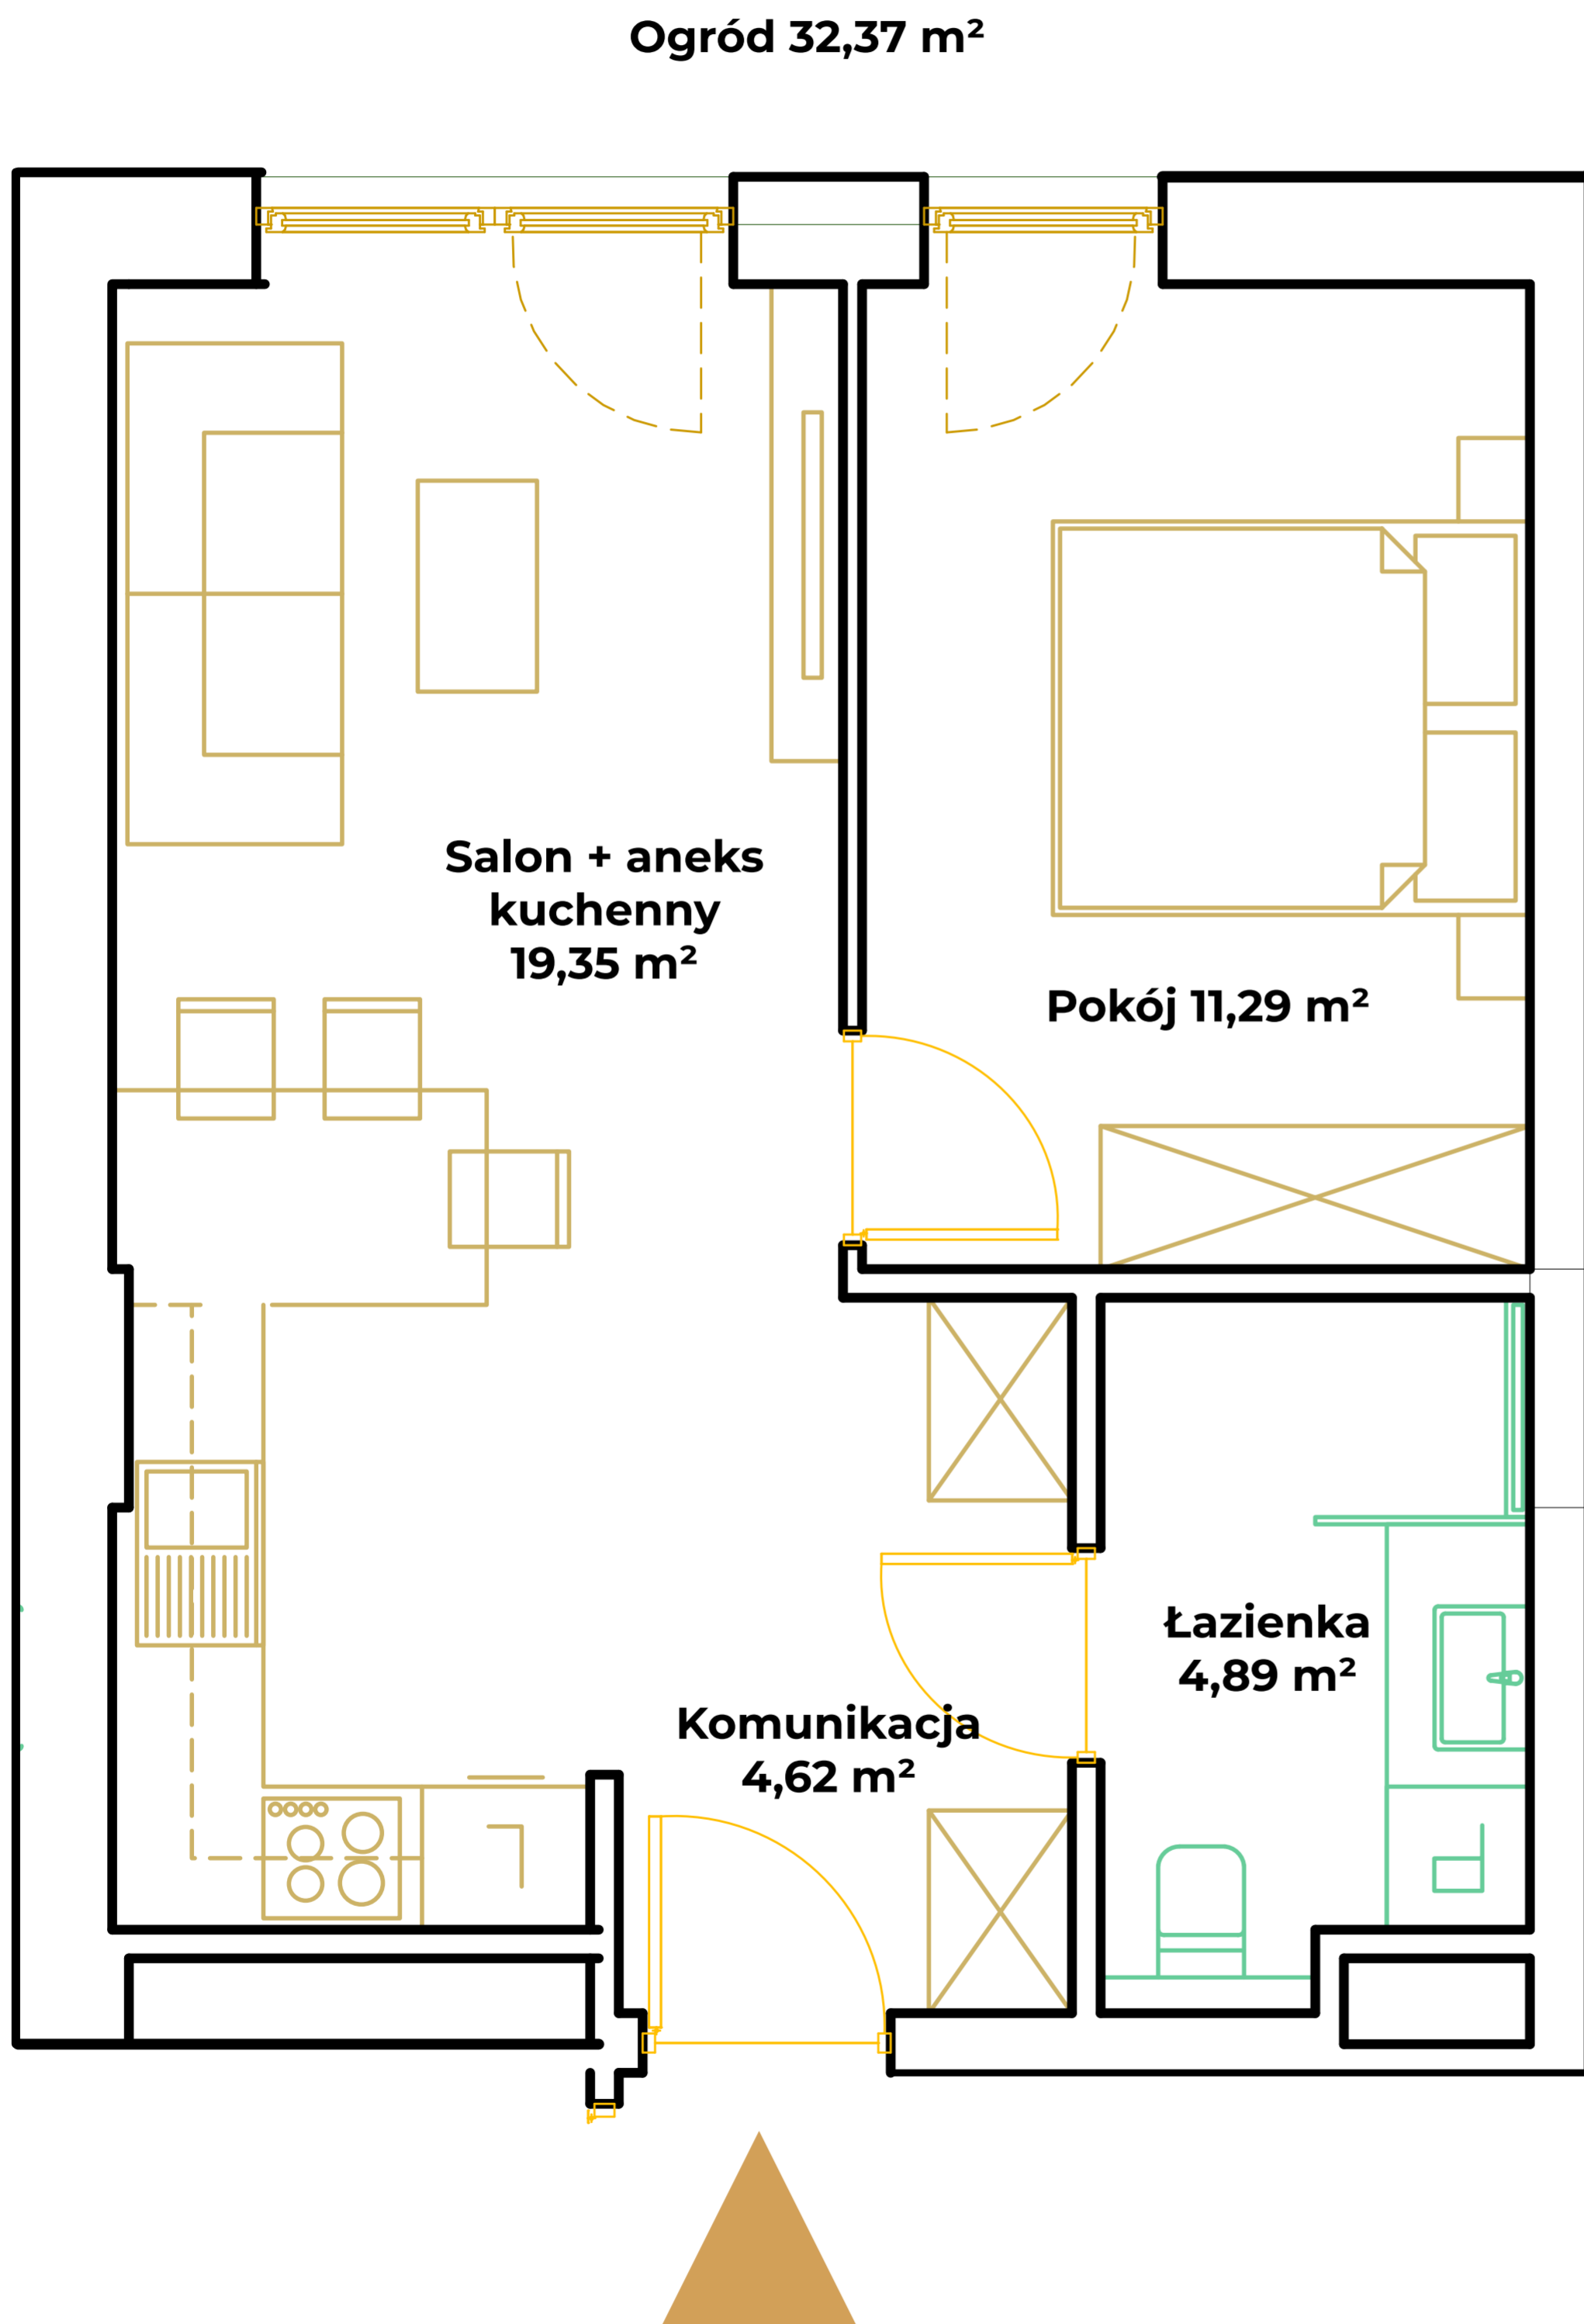 Ogród 32,37 m²
Salon + aneks
kuchenny
19,35 m²
Pokój 11,29 m²
Łazienka
4,89 m²
Komunikacja
4,62 m²